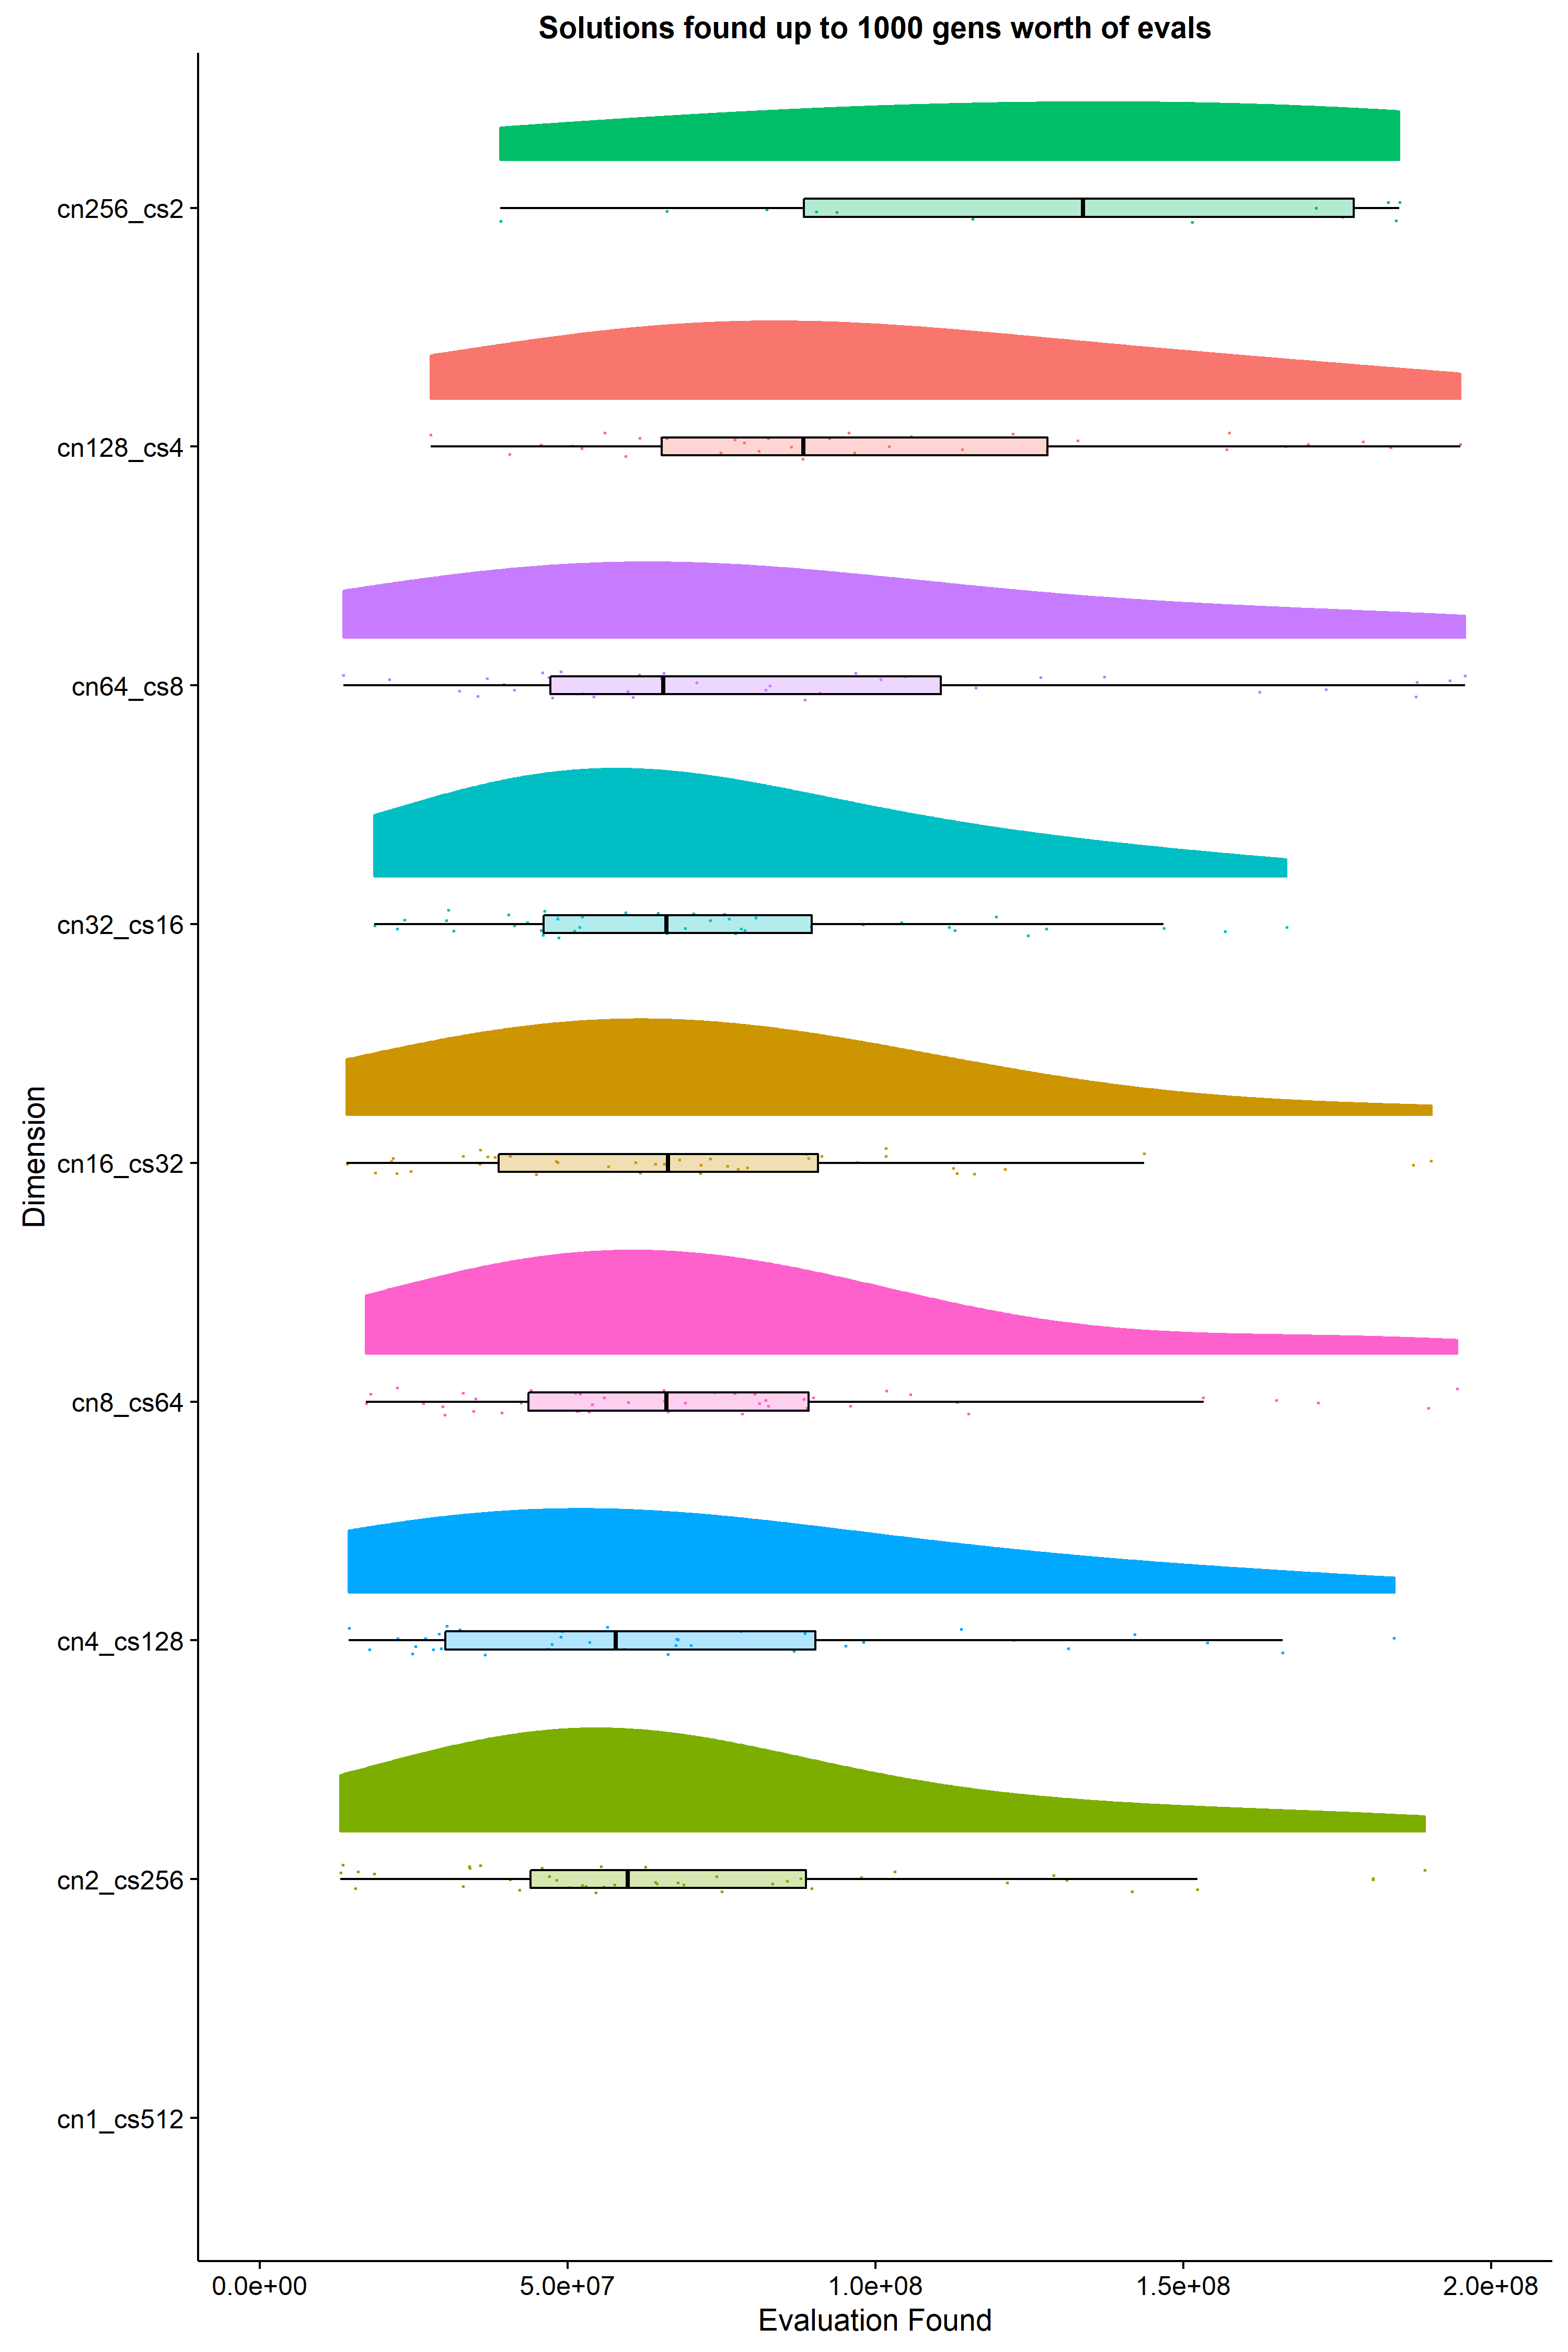 Solutions found up to 1000 gens worth of evals
cn256_cs2
cn128_cs4
cn64_cs8
cn32_cs16
cn16_cs32
Dimension
cn8_cs64
cn4_cs128
cn2_cs256
cn1_cs512
0.0e+00 5.0e+07 1.0e+08 1.5e+08 2.0e+08
Evaluation Found